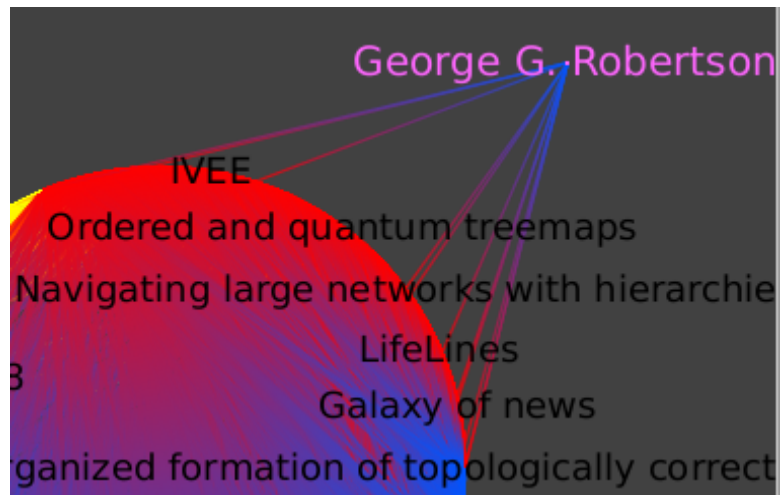 George G. Robertson
IVEE
Ordered and quantum treemaps
Navigating large networks with hierarchie
LifeLines
3
Galaxy of news
rganized formation of topologically correct